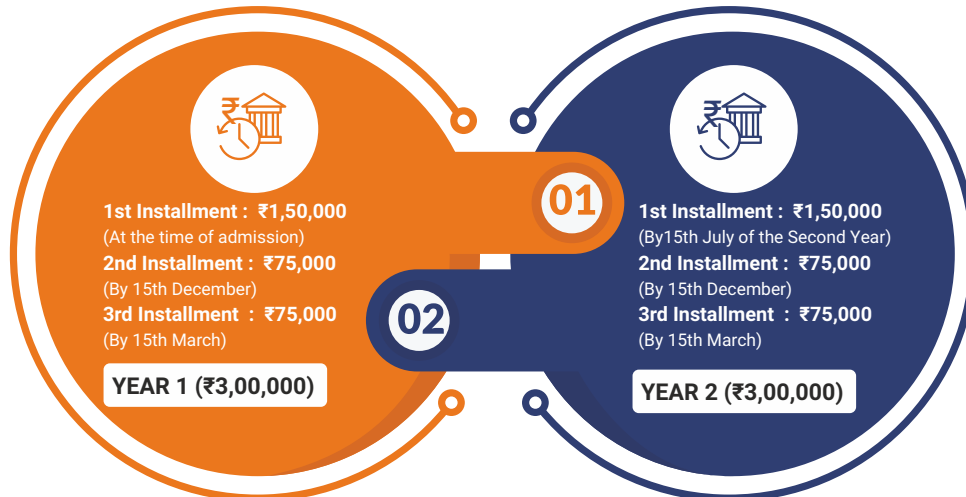 1st Installment : ₹1,50,000
(At the time of admission)
2nd Installment : ₹75,000
(By 15th December)
3rd Installment : ₹75,000
(By 15th March)
YEAR 1 (₹3,00,000)
01
02
1st Installment : ₹1,50,000
(By15th July of the Second Year)
2nd Installment : ₹75,000
(By 15th December)
3rd Installment : ₹75,000
(By 15th March)
YEAR 2 (₹3,00,000)